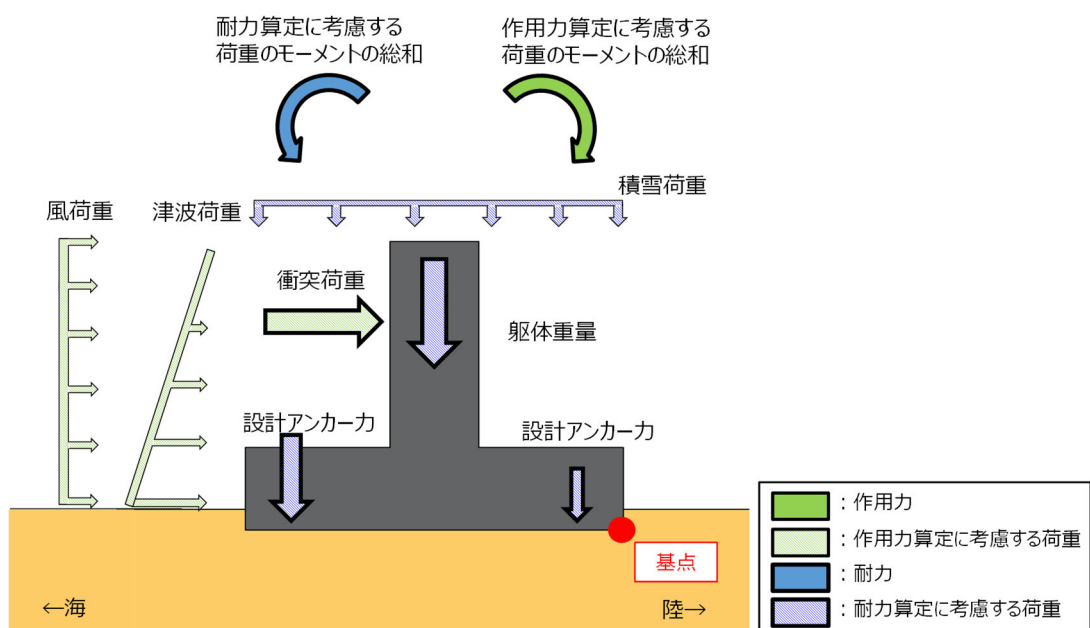 耐力算定に考慮する
荷重のモーメントの総和
作用力算定に考慮する
荷重のモーメントの総和
積雪荷重
風荷重
津波荷重
衝突荷重
躯体重量
設計アンカー力
設計アンカー力
基点
←海
陸→
：作用力
：作用力算定に考慮する荷重
：耐力
：耐力算定に考慮する荷重